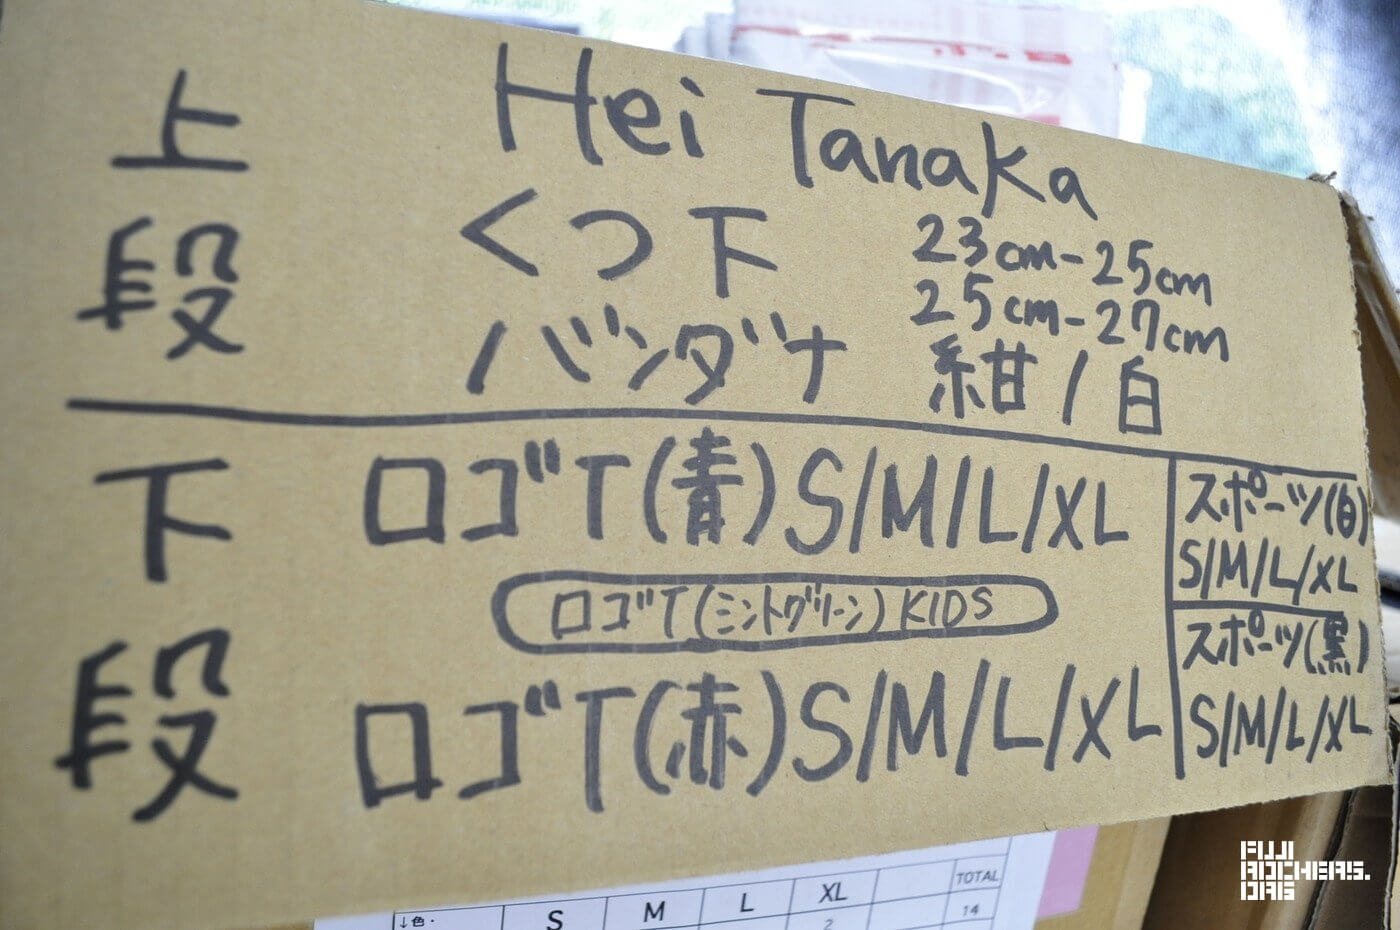 上段
Hei Tanaka
くつ下 23cm-25cm
25cm-27cm
バンダナ 紺/白
下段
ロゴT(青)S/M/L/XL
ロゴT(ミントグリーン)KIDS
ロゴT(赤)S/M/L/XL
スポーツ(白)
S/M/L/XL
スポーツ(黒)
S/M/L/XL
↓色・ S M L XL TOTAL
2 14
FUJI
ROCKERS.
ORG